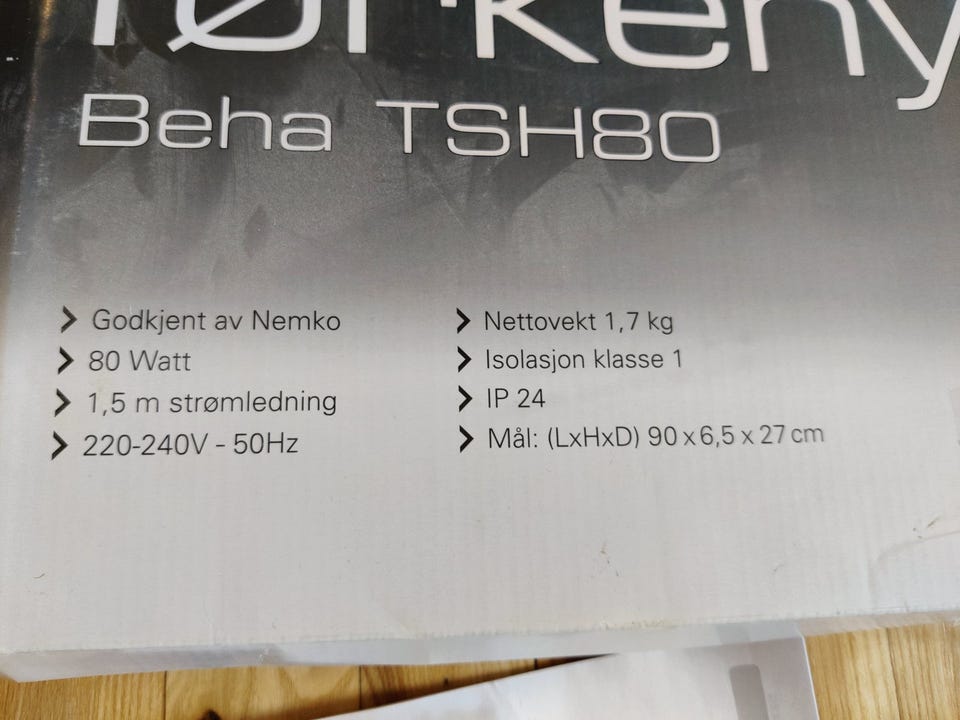 Tørkeny
Beha TSH80
Godkjent av Nemko
80 Watt
1,5 m strømledning
220-240V - 50Hz
Nettovekt 1,7 kg
Isolasjon klasse 1
IP 24
Mål: (LxHxD) 90 x 6,5 x 27 cm